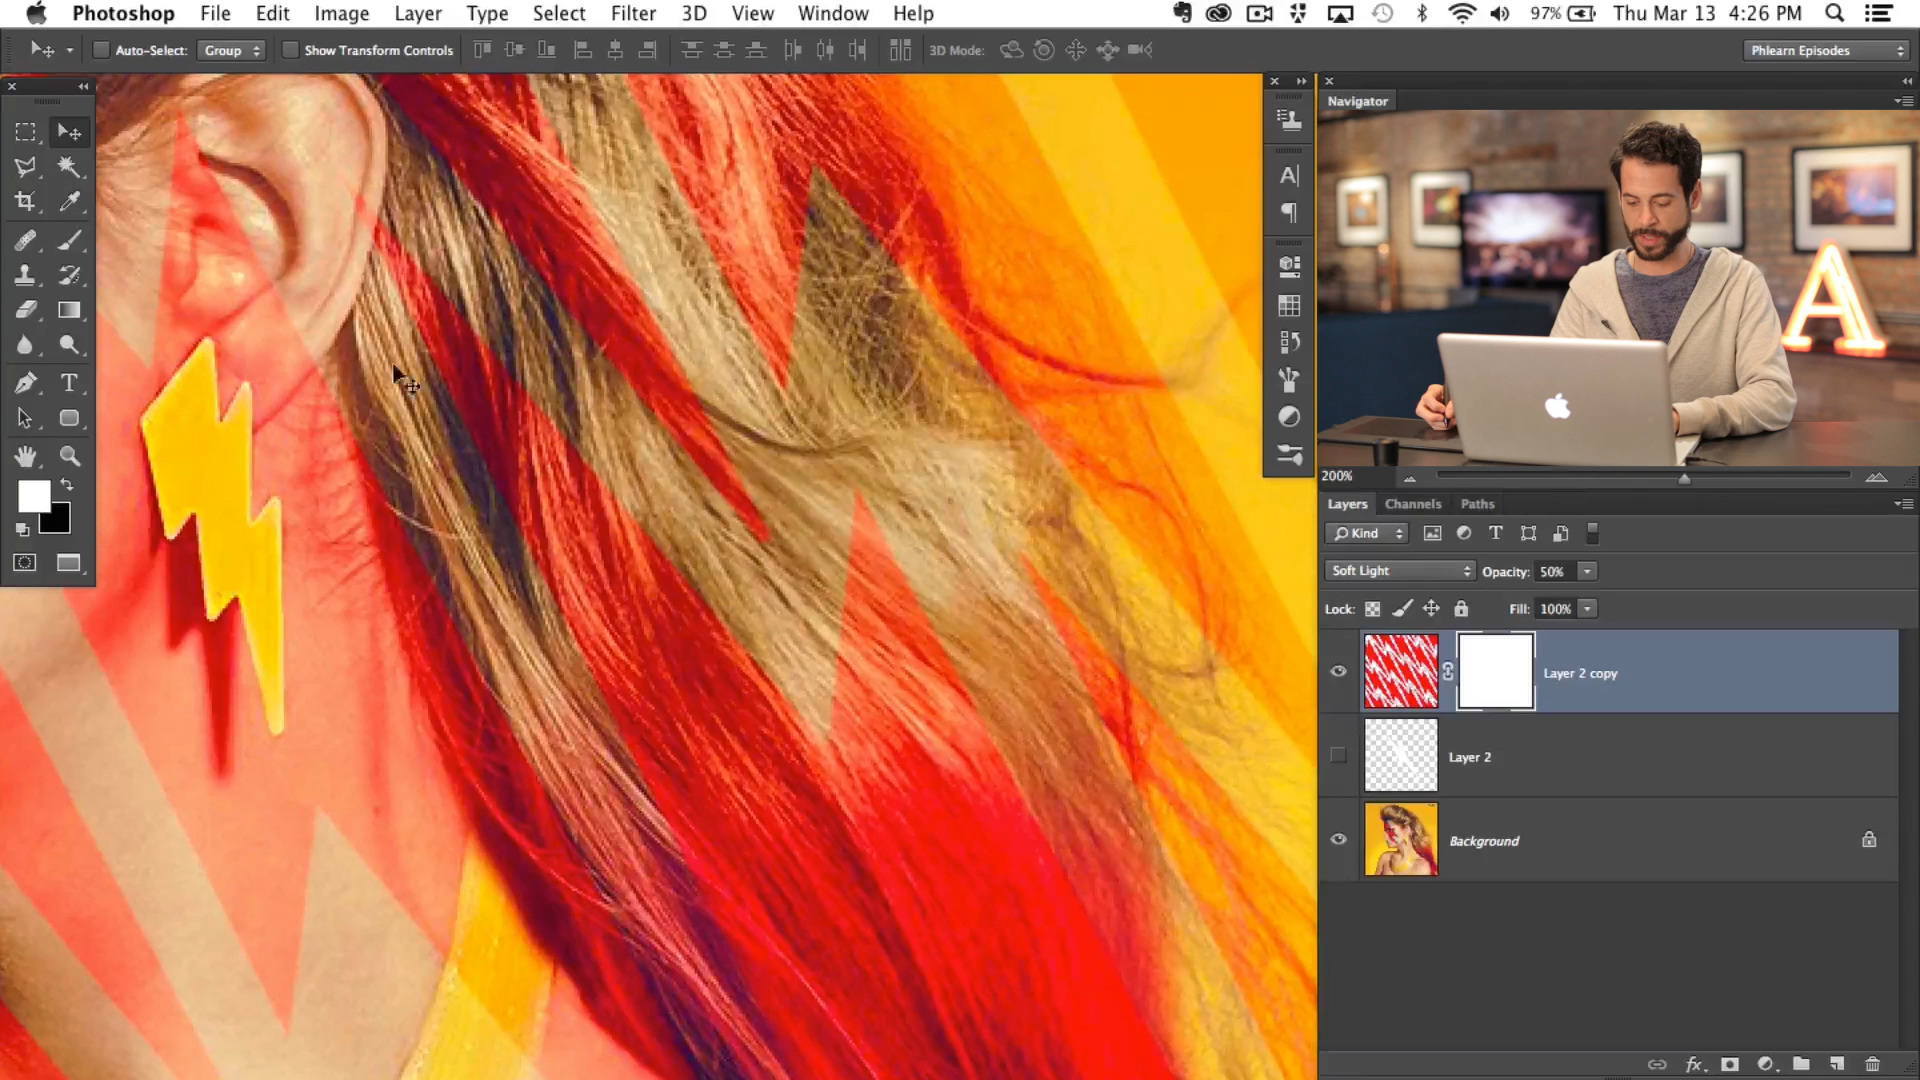 Photoshop File Edit Image Layer Type Select Filter 3D View Window Help 97% Thu Mar 13 4:26 PM
Auto-Select: Group Show Transform Controls 3D Mode: Phlearn Episodes
Navigator
A
200%
Layers Channels Paths
Kind
Soft Light Opacity: 50%
Lock: Fill: 100%
Layer 2 copy
Layer 2
Background